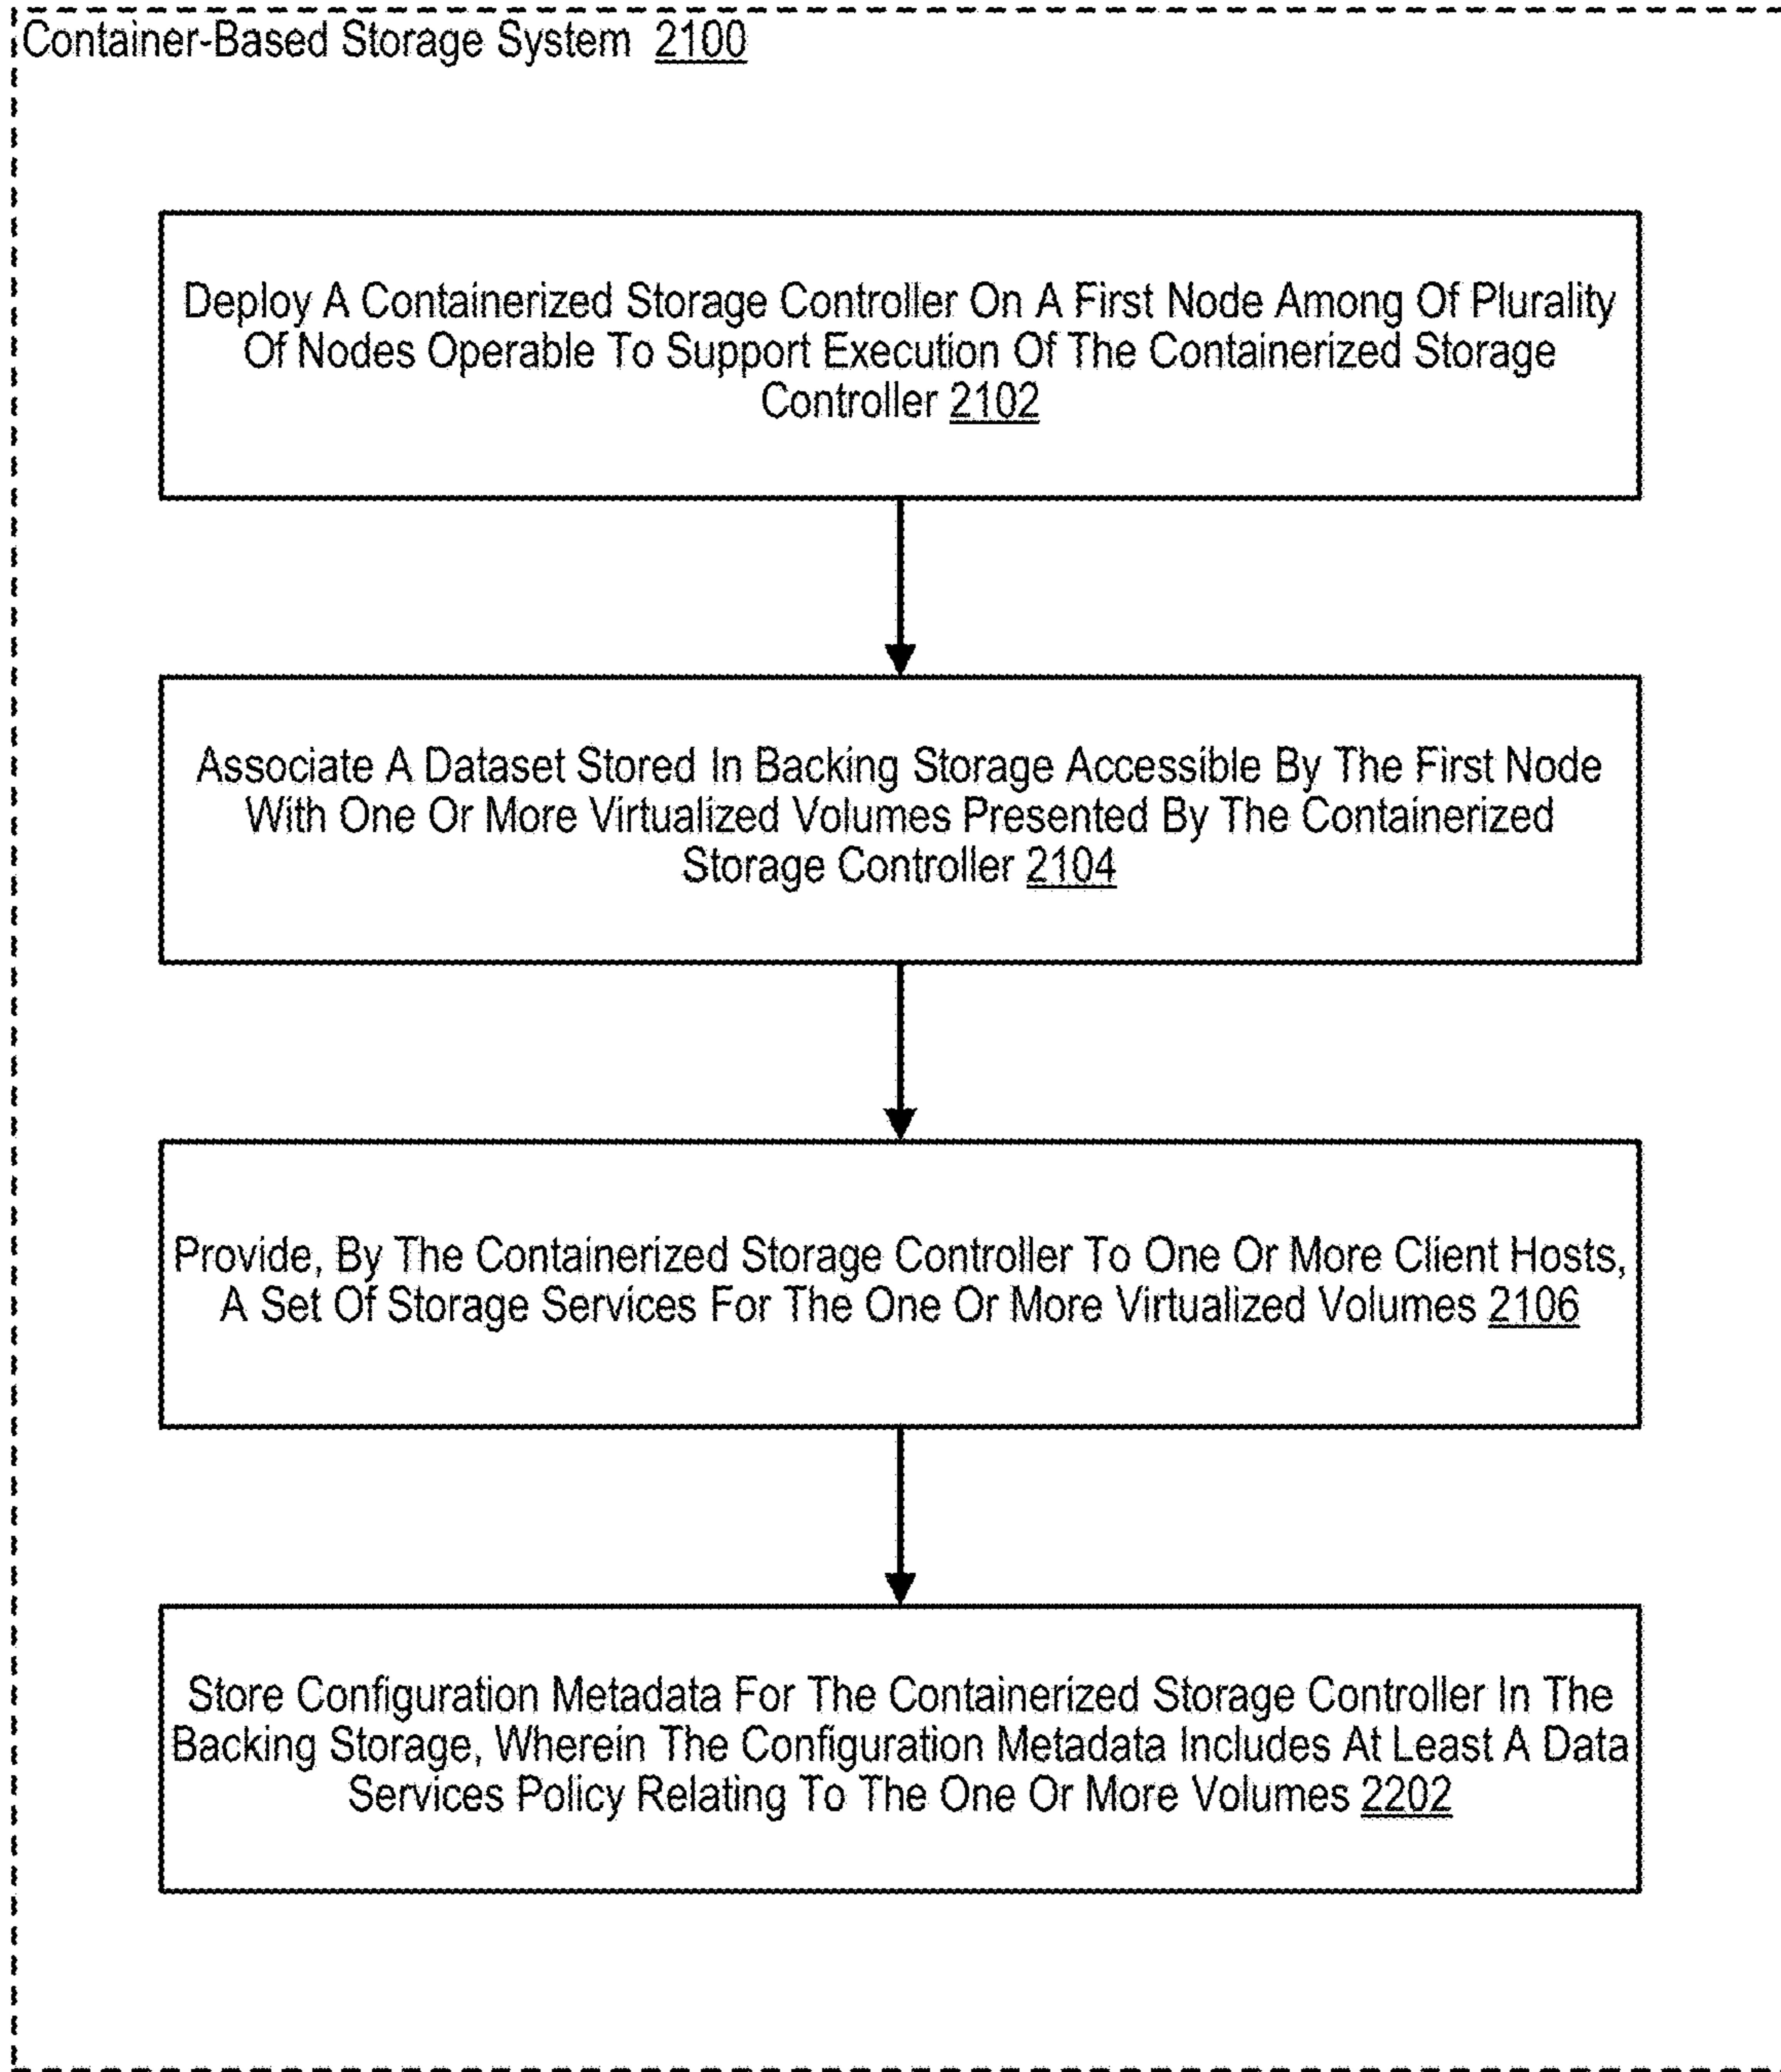 Container-Based Storage System 2100
Deploy A Containerized Storage Controller On A First Node Among Of Plurality
Of Nodes Operable To Support Execution Of The Containerized Storage
Controller 2102
Associate A Dataset Stored In Backing Storage Accessible By The First Node
With One Or More Virtualized Volumes Presented By The Containerized
Storage Controller 2104
Provide, By The Containerized Storage Controller To One Or More Client Hosts,
A Set Of Storage Services For The One Or More Virtualized Volumes 2106
Store Configuration Metadata For The Containerized Storage Controller In The
Backing Storage, Wherein The Configuration Metadata Includes At Least A Data
Services Policy Relating To The One Or More Volumes 2202